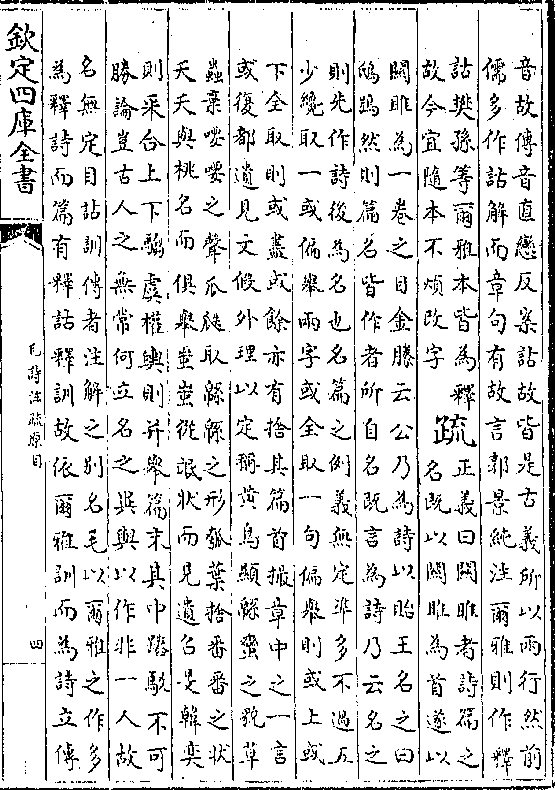 音故傳音直戀反案詁故皆是古義所以兩行然前
儒多作詁解而章句有故言郭景純注爾雅則作釋
詁樊孫等爾雅本皆為釋
故今宜隨本不煩改字
疏
正義曰關雎者詩篇之
名既以關雎為首遂以
關雎為一卷之目金縢云公乃為詩以貽王名之曰
鴟鴞然則篇名皆作者所自名既言為詩乃云名之
則先作詩後為名也名篇之例義無定準多不過五
少纔取一或偏舉兩字或全取一句偏舉則或上或
下全取則或盡或餘亦有捨其篇首撮章中之一言
或復都遺見文假外理以定稱黃鳥顯緜蠻之貌草
蟲棄喓喓之聲瓜瓞取緜緜之形瓠葉捨番番之狀
夭夭與桃名而俱舉蚩蚩從氓狀而見遺召旻韓奕
則采合上下騶虞權輿則并舉篇末其中踳駮不可
勝論豈古人之無常何立名之異與以作非一人故
名無定目詁訓傳者注解之別名毛以爾雅之作多
為釋詩而篇有釋詁釋訓故依爾雅訓而為詩立傳
欽定四庫全書
毛詩注疏原目
四